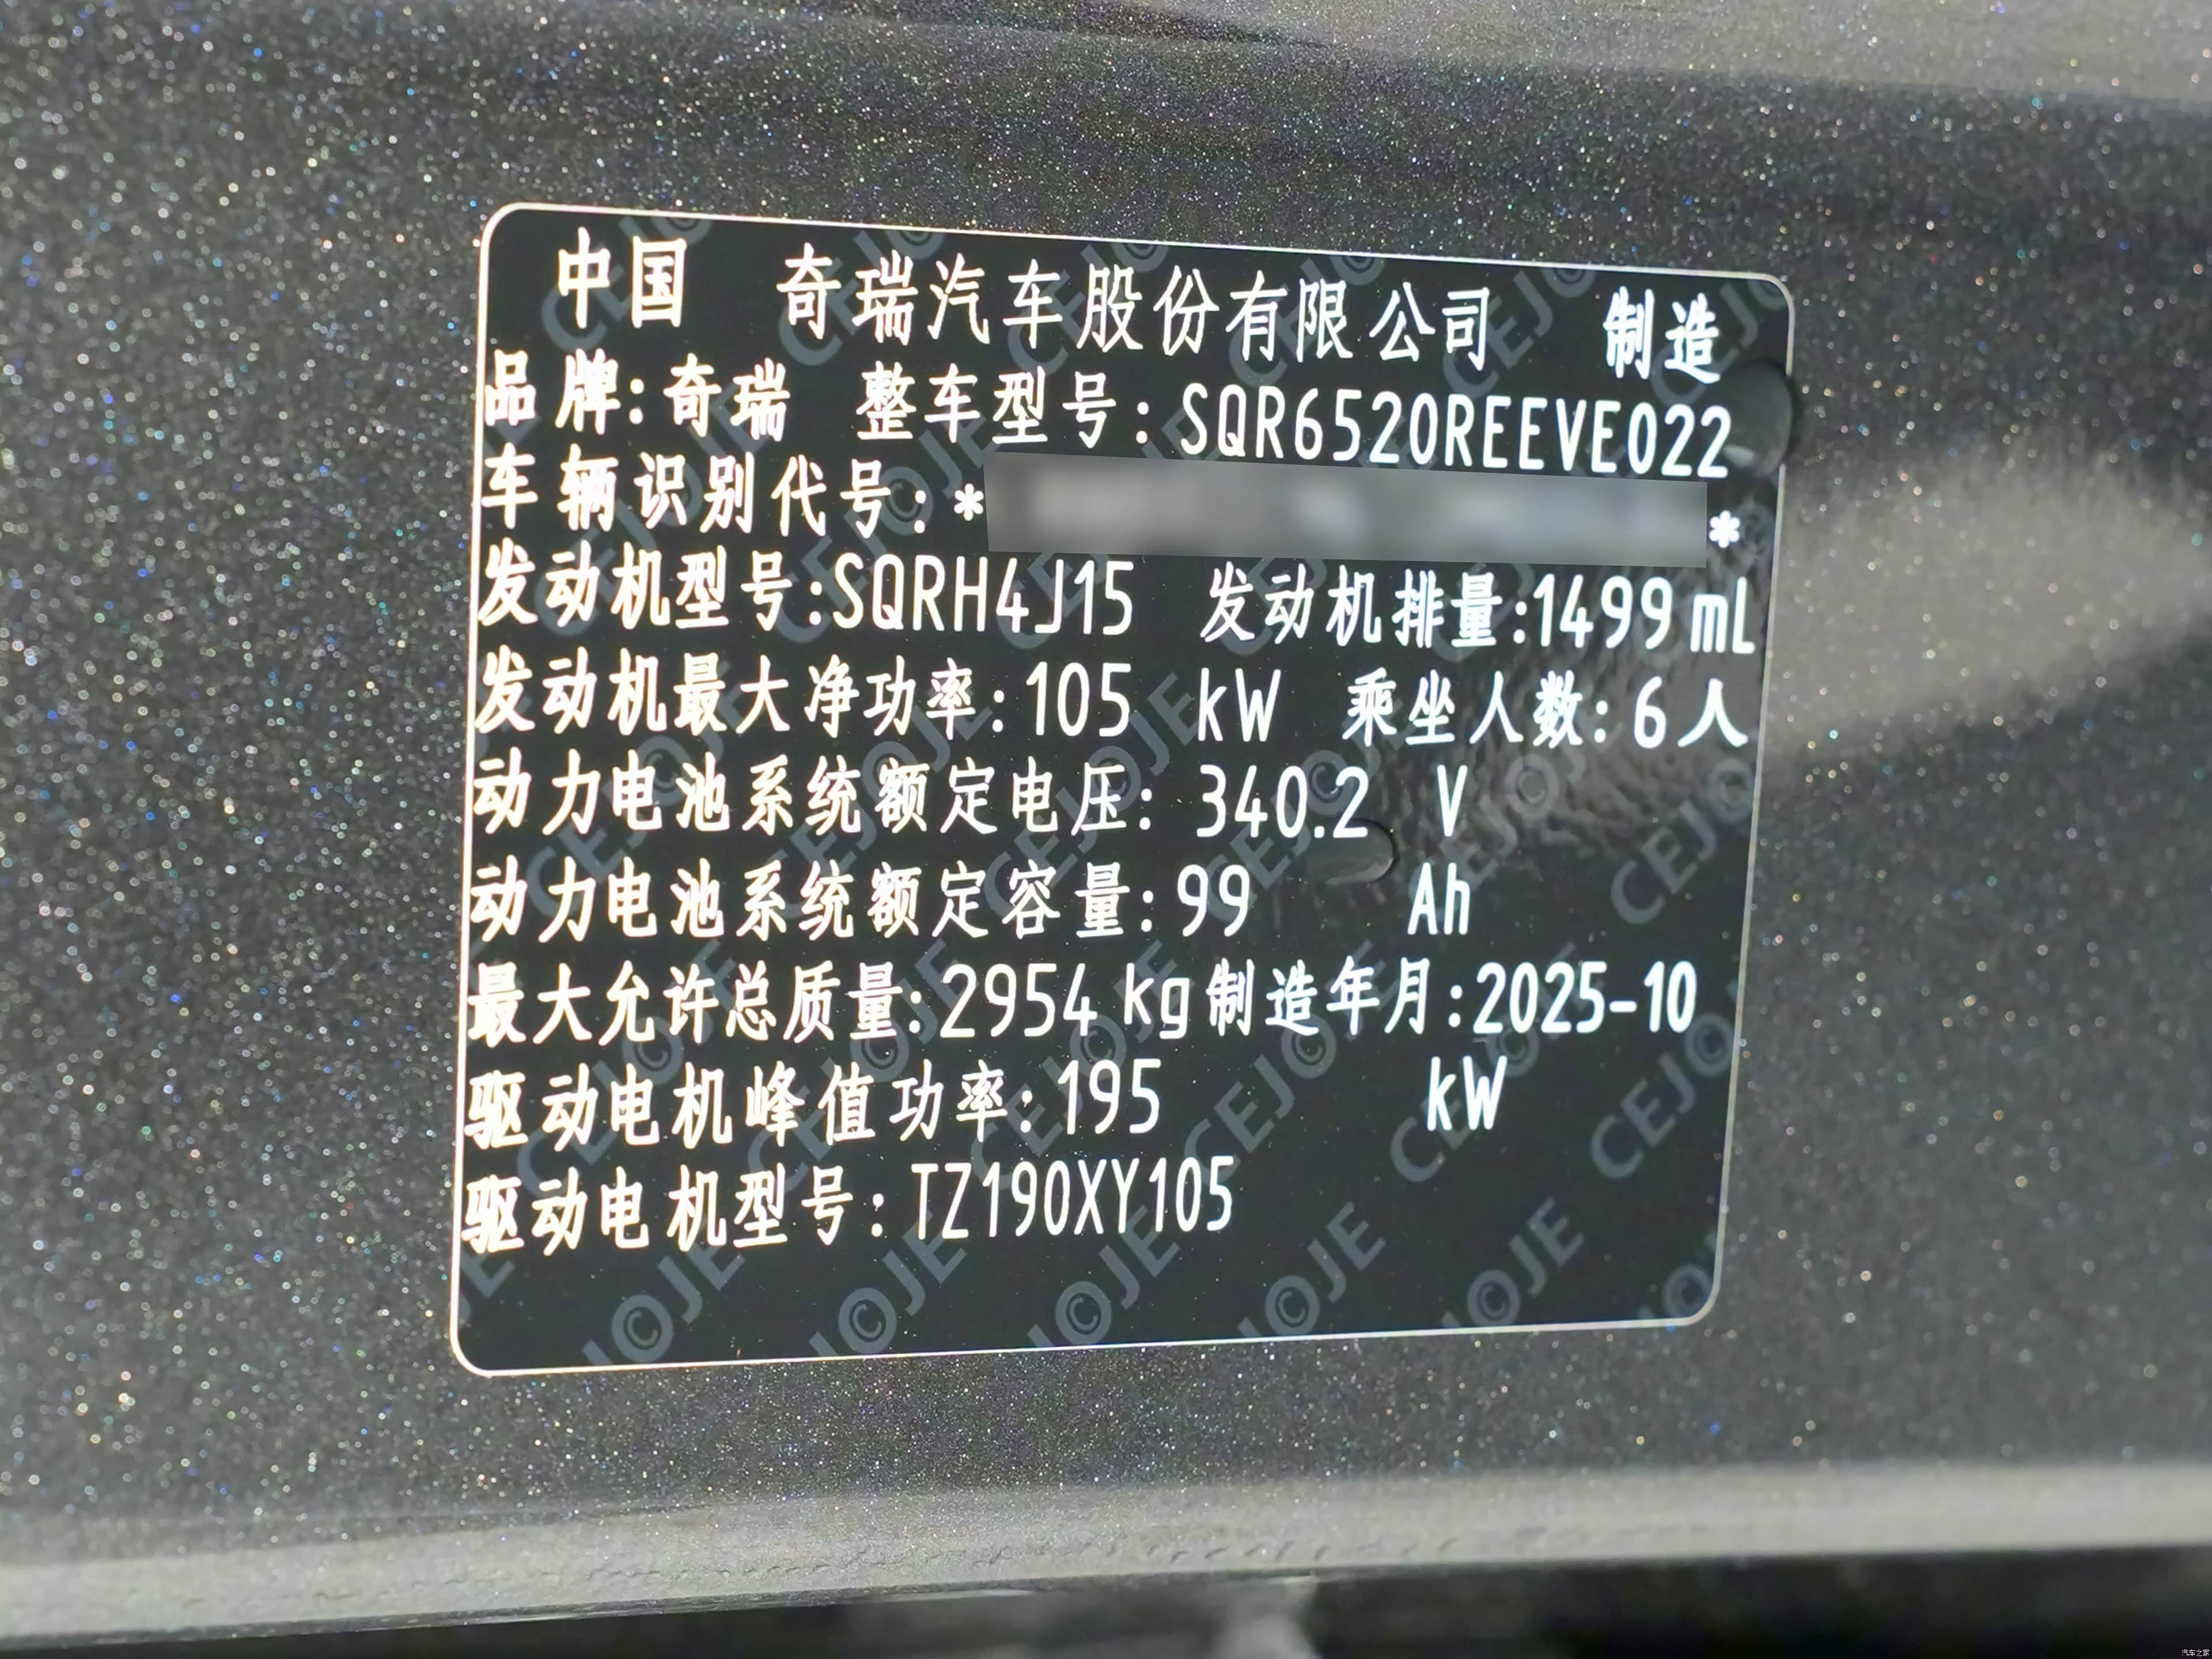 中国 奇瑞汽车股份有限公司 制造
品牌:奇瑞 整车型号:SQR6520REEVE022
车辆识别代号:* *
发动机型号:SQRH4J15 发动机排量:1499 mL
发动机最大净功率:105 kW 乘坐人数:6人
动力电池系统额定电压:340.2 V
动力电池系统额定容量:99 Ah
最大允许总质量:2954 kg 制造年月:2025-10
驱动电机峰值功率:195 kW
驱动电机型号:TZ190XY105
汽车之家